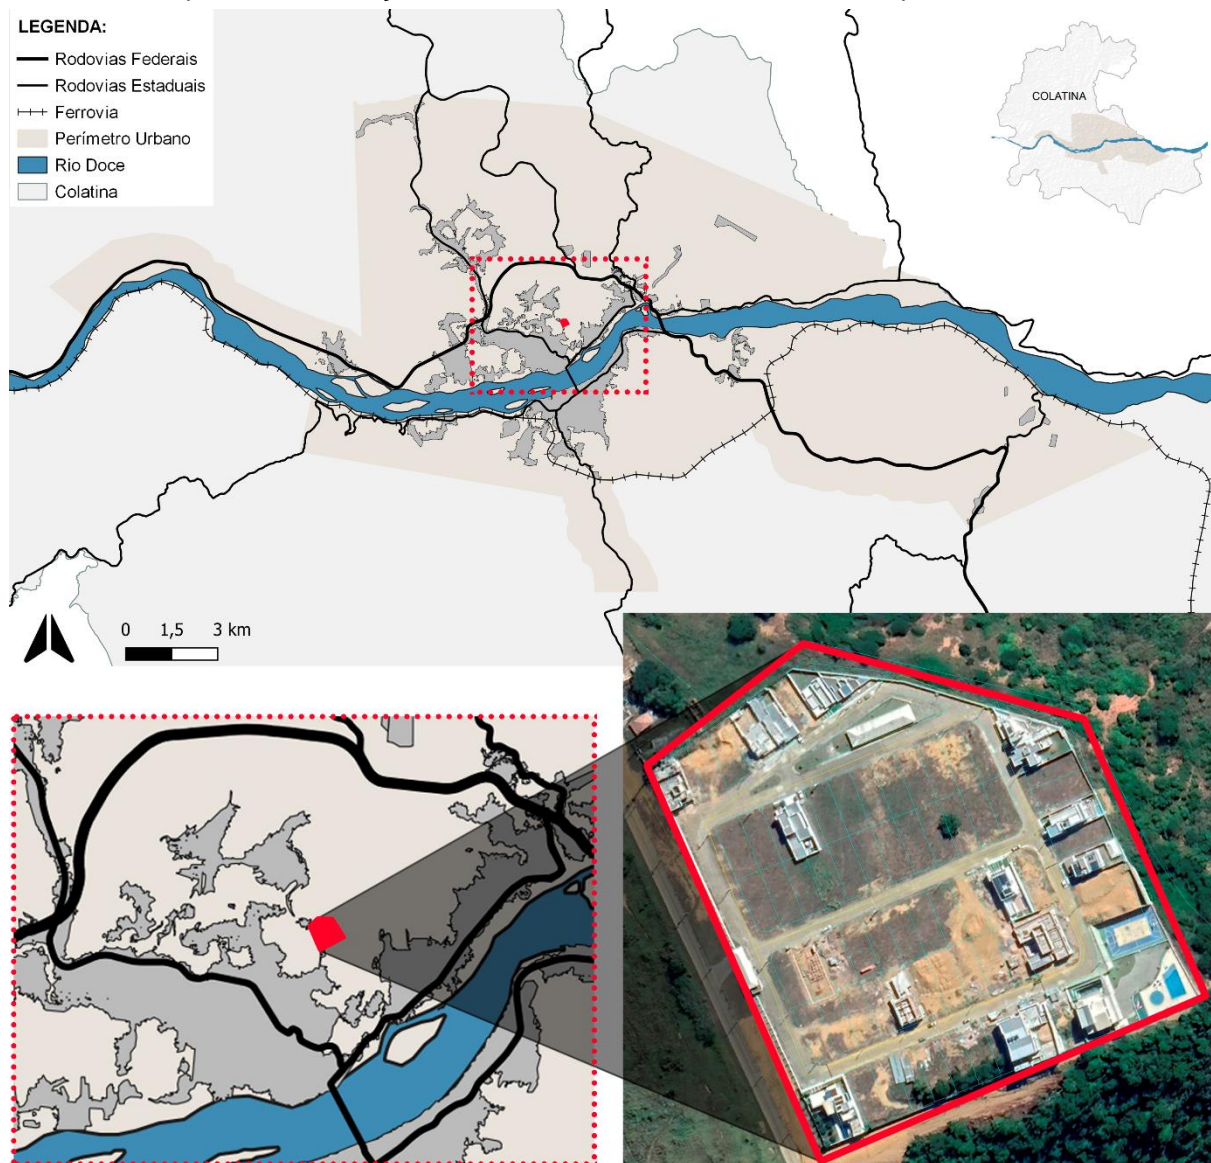 LEGENDA:
Rodovias Federais
Rodovias Estaduais
Ferrovia
Perímetro Urbano
Rio Doce
Colatina
COLATINA
0 1,5 3 km